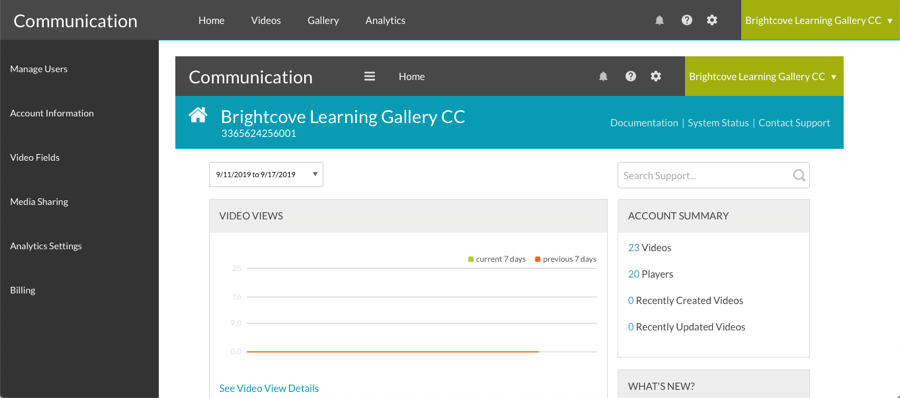 Communication Home Videos Gallery Analytics Brightcove Learning Gallery CC
Manage Users
Account Information
Video Fields
Media Sharing
Analytics Settings
Billing
Communication Home Brightcove Learning Gallery CC
Brightcove Learning Gallery CC
3365624256001
Documentation | System Status | Contact Support
9/11/2019 to 9/17/2019
Search Support...
VIDEO VIEWS
current 7 days previous 7 days
25
16
9.0
0.0
See Video View Details
ACCOUNT SUMMARY
23 Videos
20 Players
0 Recently Created Videos
0 Recently Updated Videos
WHAT'S NEW?